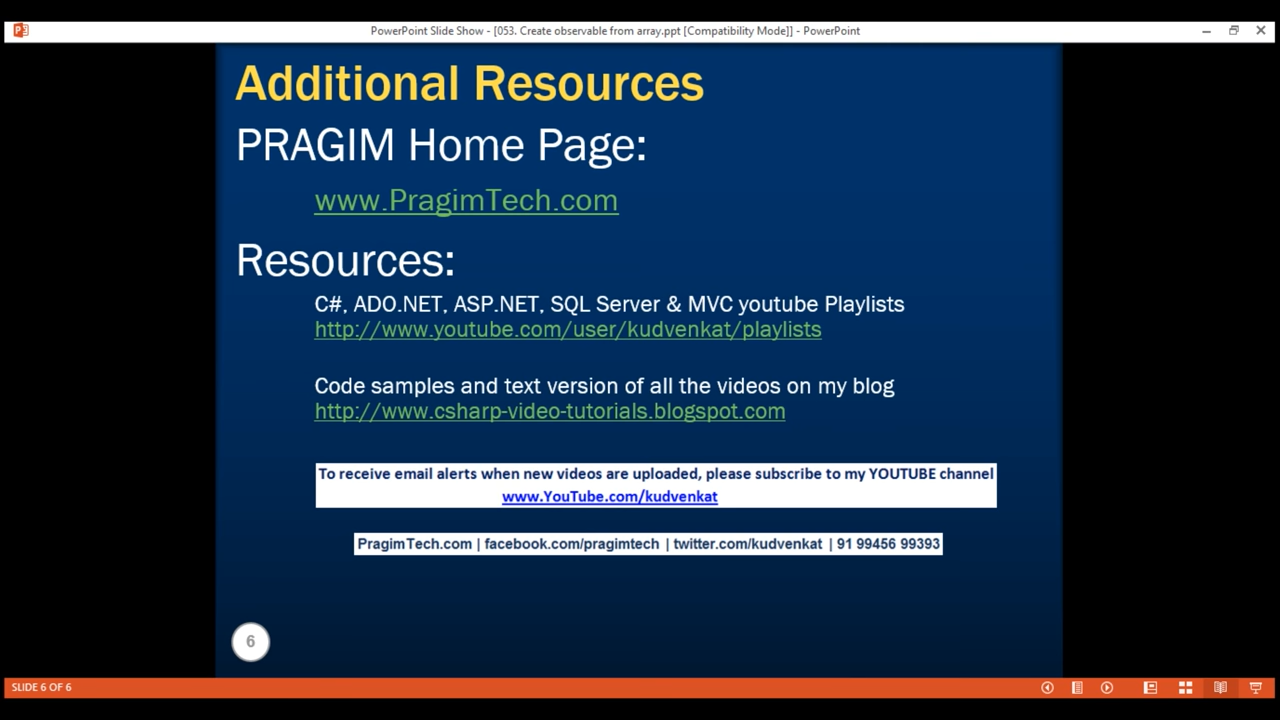 PowerPoint Slide Show - [053. Create observable from array.ppt [Compatibility Mode]] - PowerPoint
Additional Resources
PRAGIM Home Page:
www.PragimTech.com
Resources:
C#, ADO.NET, ASP.NET, SQL Server & MVC youtube Playlists
http://www.youtube.com/user/kudvenkat/playlists
Code samples and text version of all the videos on my blog
http://www.csharp-video-tutorials.blogspot.com
To receive email alerts when new videos are uploaded, please subscribe to my YOUTUBE channel
www.YouTube.com/kudvenkat
PragimTech.com | facebook.com/pragimtech | twitter.com/kudvenkat | 91 99456 99393
6
SLIDE 6 OF 6